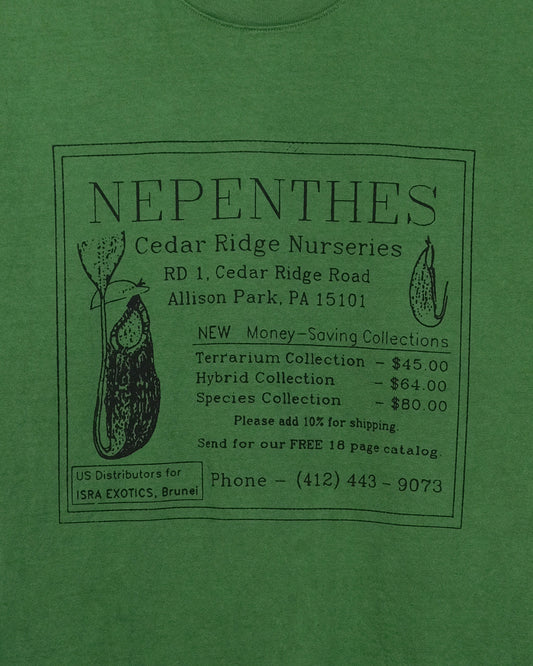 NEPENTHES
Cedar Ridge Nurseries
RD 1, Cedar Ridge Road
Allison Park, PA 15101
NEW Money-Saving Collections
Terrarium Collection - $45.00
Hybrid Collection - $64.00
Species Collection - $80.00
Please add 10% for shipping.
Send for our FREE 18 page catalog.
US Distributors for
ISRA EXOTICS, Brunei
Phone - (412) 443 - 9073